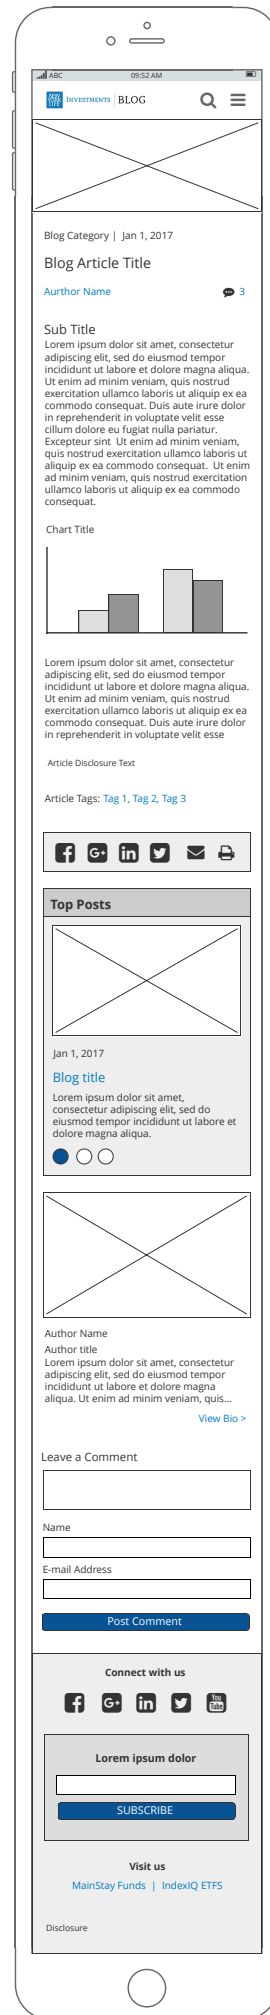 ABC 09:52 AM
NEW YORK LIFE INVESTMENTS BLOG
Blog Category | Jan 1, 2017
Blog Article Title
Aurthor Name 3
Sub Title
Lorem ipsum dolor sit amet, consectetur
adipiscing elit, sed do eiusmod tempor
incididunt ut labore et dolore magna aliqua.
Ut enim ad minim veniam, quis nostrud
exercitation ullamco laboris ut aliquip ex ea
commodo consequat. Duis aute irure dolor
in reprehenderit in voluptate velit esse
cillum dolore eu fugiat nulla pariatur.
Excepteur sint Ut enim ad minim veniam,
quis nostrud exercitation ullamco laboris ut
aliquip ex ea commodo consequat. Ut enim
ad minim veniam, quis nostrud exercitation
ullamco laboris ut aliquip ex ea commodo
consequat.
Chart Title
Lorem ipsum dolor sit amet, consectetur
adipiscing elit, sed do eiusmod tempor
incididunt ut labore et dolore magna aliqua.
Ut enim ad minim veniam, quis nostrud
exercitation ullamco laboris ut aliquip ex ea
commodo consequat. Duis aute irure dolor
in reprehenderit in voluptate velit esse
Article Disclosure Text
Article Tags: Tag 1, Tag 2, Tag 3
Top Posts
Jan 1, 2017
Blog title
Lorem ipsum dolor sit amet,
consectetur adipiscing elit, sed do
eiusmod tempor incididunt ut labore et
dolore magna aliqua.
Author Name
Author title
Lorem ipsum dolor sit amet, consectetur
adipiscing elit, sed do eiusmod tempor
incididunt ut labore et dolore magna
aliqua. Ut enim ad minim veniam, quis...
View Bio >
Leave a Comment
Name
E-mail Address
Post Comment
Connect with us
You Tube
Lorem ipsum dolor
SUBSCRIBE
Visit us
MainStay Funds | IndexIQ ETFS
Disclosure